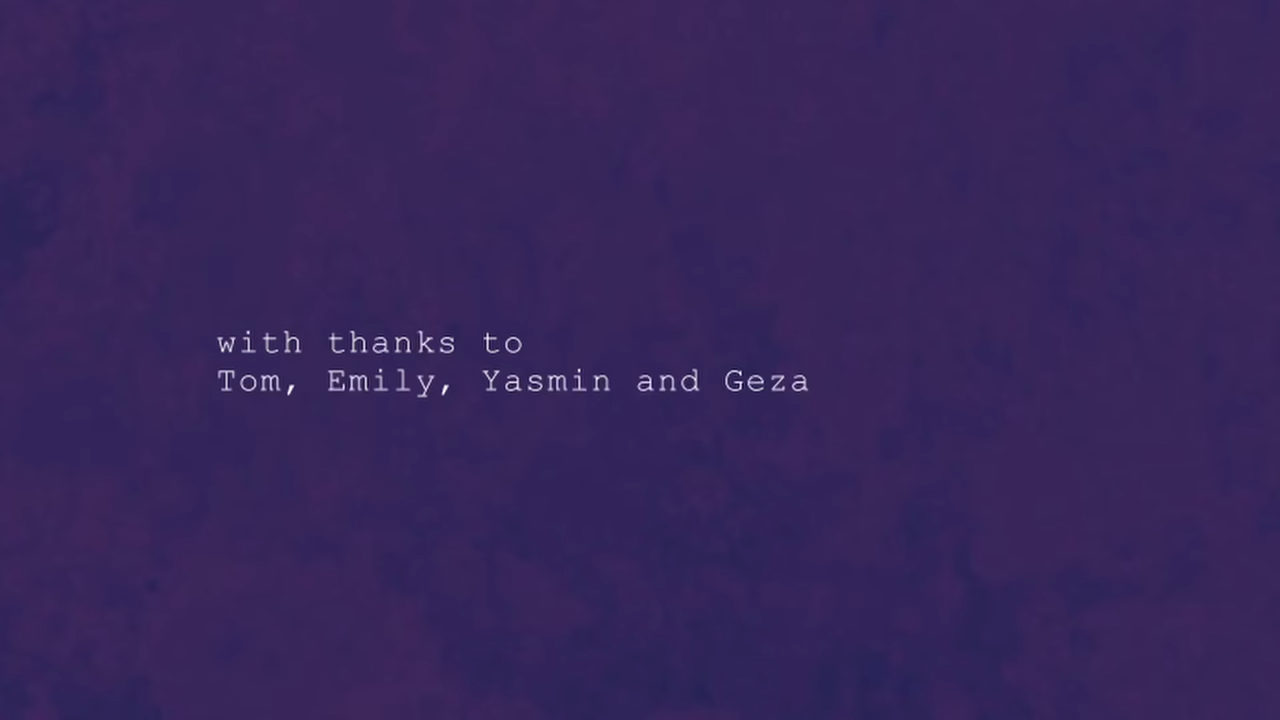 with thanks to
Tom, Emily, Yasmin and Geza